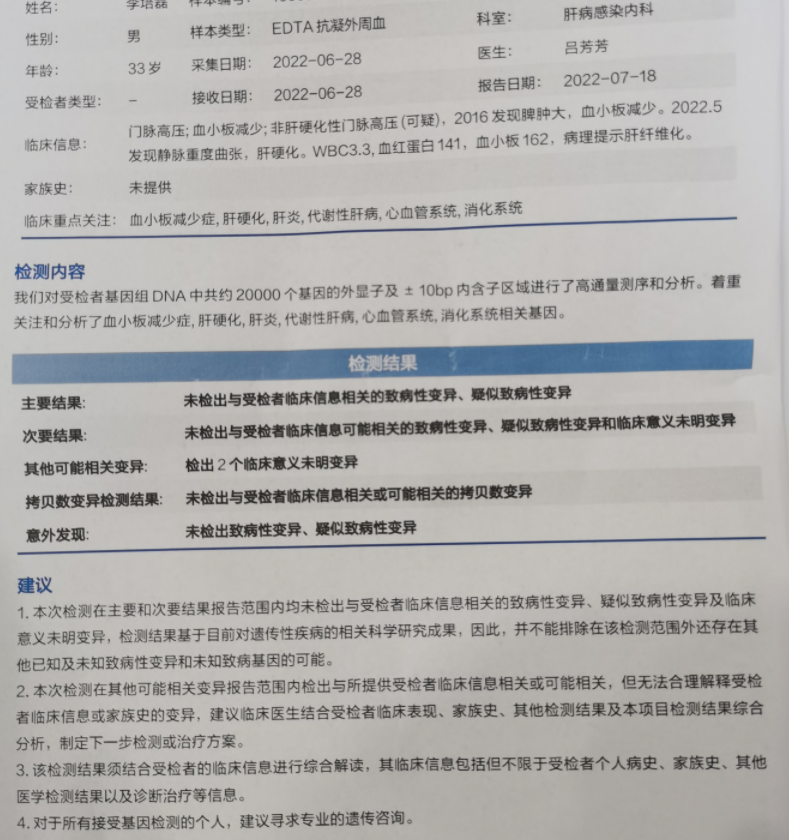 姓名： 李培磊 样本编号：
科室： 肝病感染内科
性别： 男 样本类型： EDTA 抗凝外周血
医生： 吕芳芳
年龄： 33 岁 采集日期： 2022-06-28
报告日期： 2022-07-18
受检者类型： – 接收日期： 2022-06-28
临床信息： 门脉高压; 血小板减少; 非肝硬化性门脉高压 (可疑)，2016 发现脾肿大，血小板减少。2022.5
发现静脉重度曲张，肝硬化。WBC3.3, 血红蛋白 141，血小板 162，病理提示肝纤维化。
家族史： 未提供
临床重点关注： 血小板减少症, 肝硬化, 肝炎, 代谢性肝病, 心血管系统, 消化系统
检测内容
我们对受检者基因组 DNA 中共约 20000 个基因的外显子及 ± 10bp 内含子区域进行了高通量测序和分析。着重
关注和分析了血小板减少症, 肝硬化, 肝炎, 代谢性肝病, 心血管系统, 消化系统相关基因。
检测结果
主要结果: 未检出与受检者临床信息相关的致病性变异、疑似致病性变异
次要结果: 未检出与受检者临床信息可能相关的致病性变异、疑似致病性变异和临床意义未明变异
其他可能相关变异: 检出 2 个临床意义未明变异
拷贝数变异检测结果: 未检出与受检者临床信息相关或可能相关的拷贝数变异
意外发现: 未检出致病性变异、疑似致病性变异
建议
1. 本次检测在主要和次要结果报告范围内均未检出与受检者临床信息相关的致病性变异、疑似致病性变异及临床
意义未明变异，检测结果基于目前对遗传性疾病的相关科学研究成果，因此，并不能排除在该检测范围外还存在其
他已知及未知致病性变异和未知致病基因的可能。
2. 本次检测在其他可能相关变异报告范围内检出与所提供受检者临床信息相关或可能相关，但无法合理解释受检
者临床信息或家族史的变异，建议临床医生结合受检者临床表现、家族史、其他检测结果及本项目检测结果综合
分析，制定下一步检测或治疗方案。
3. 该检测结果须结合受检者的临床信息进行综合解读，其临床信息包括但不限于受检者个人病史、家族史、其他
医学检测结果以及诊断治疗等信息。
4. 对于所有接受基因检测的个人，建议寻求专业的遗传咨询。